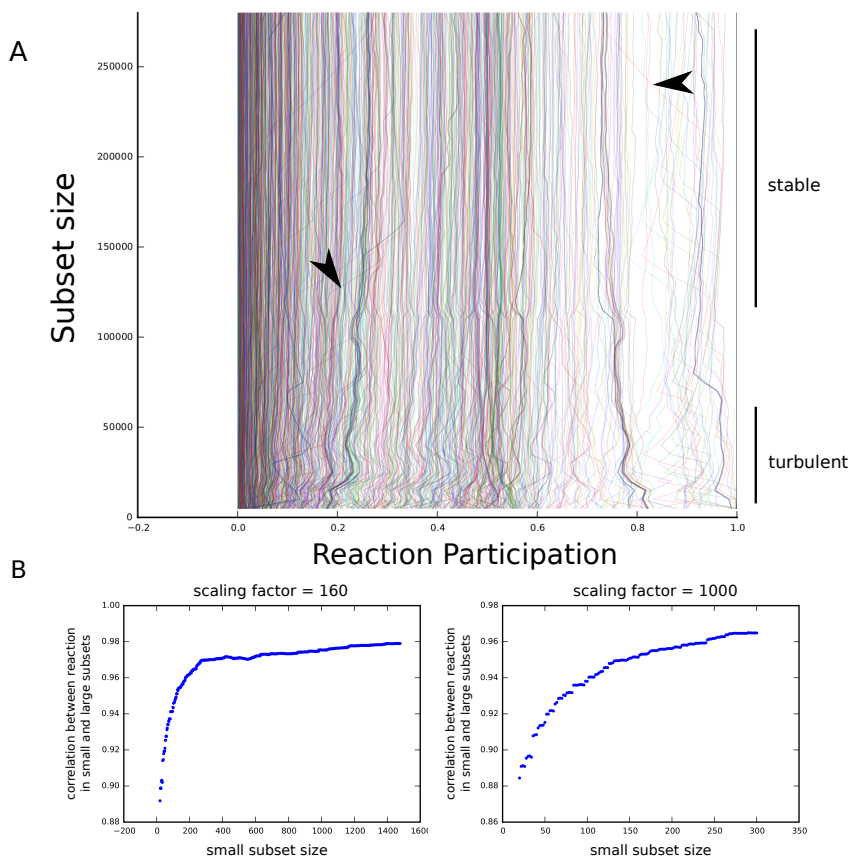 A
250000
200000
150000
100000
50000
0
Subset size
stable
turbulent
−0.2
0.0
0.2
0.4
0.6
0.8
1.0
Reaction Participation
B
scaling factor = 160
1.00
0.98
0.96
0.94
0.92
0.90
0.88
0.86
correlation between reaction
in small and large subsets
−200 0 200 400 600 800 1000 1200 1400 1600
small subset size
scaling factor = 1000
0.98
0.96
0.94
0.92
0.90
0.88
0.86
correlation between reaction
in small and large subsets
0 50 100 150 200 250 300 350
small subset size